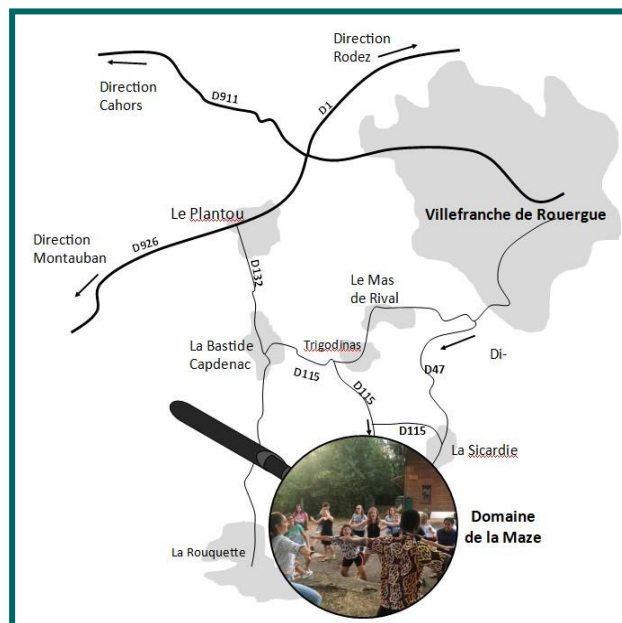 Direction
Rodez
Direction
Cahors
D911
D1
Le Plantou
Villefranche de Rouergue
Direction
Montauban
D926
D132
Le Mas
de Rival
La Bastide
Capdenac
Trigodinas
Di-
D115
D115
D47
D115
La Sicardie
Domaine
de la Maze
La Rouquette